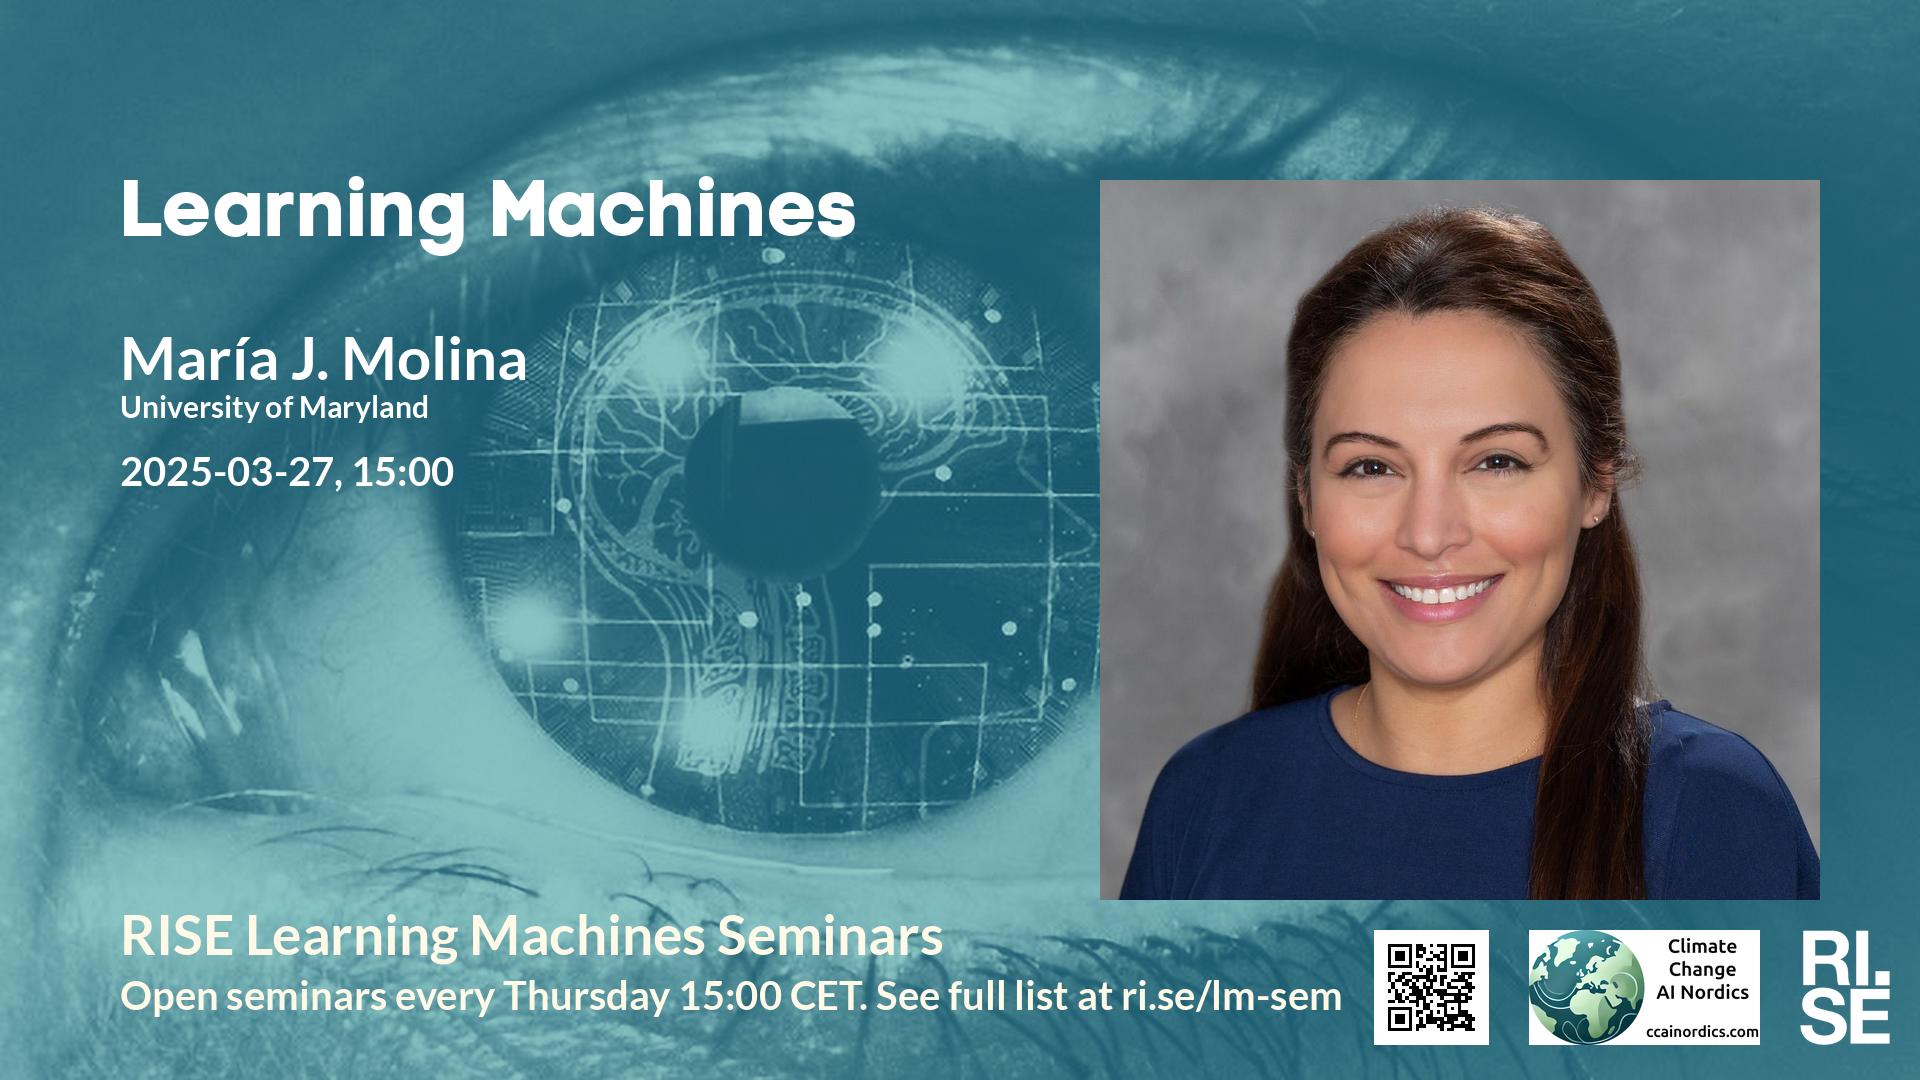 Learning Machines
María J. Molina
University of Maryland
2025-03-27, 15:00
RISE Learning Machines Seminars
Open seminars every Thursday 15:00 CET. See full list at ri.se/lm-sem
Climate
Change
AI Nordics
ccainordics.com
RI.
SE